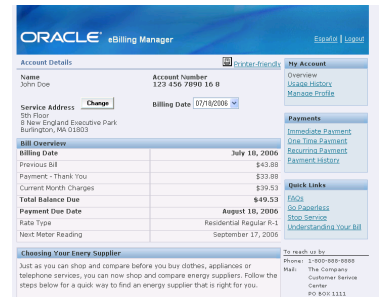 ORACLE® eBilling Manager
Español | Logout
Account Details
Printer-friendly
Name
John Doe
Account Number
123 456 7890 16 8
Service Address Change
5th Floor
8 New England Executive Park
Burlington, MA 01803
Billing Date 07/18/2006
Bill Overview
Billing Date July 18, 2006
Previous Bill $43.88
Payment - Thank You $33.88
Current Month Charges $39.53
Total Balance Due $49.53
Payment Due Date August 18, 2006
Rate Type Residential Regular R-1
Next Meter Reading September 17, 2006
Choosing Your Enery Supplier
Just as you can shop and compare before you buy clothes, appliances or
telephone services, you can now shop and compare energy suppliers. Follow the
steps below for a quick way to find an energy supplier that is right for you.
My Account
Overview
Usage History
Manage Profile
Payments
Immediate Payment
One Time Payment
Recurring Payment
Payment History
Quick Links
FAQs
Go Paperless
Stop Service
Understanding Your Bill
To reach us by
Phone: 1-800-868-8688
Mail: The Company
Customer Service
Center
PO BOX 1111